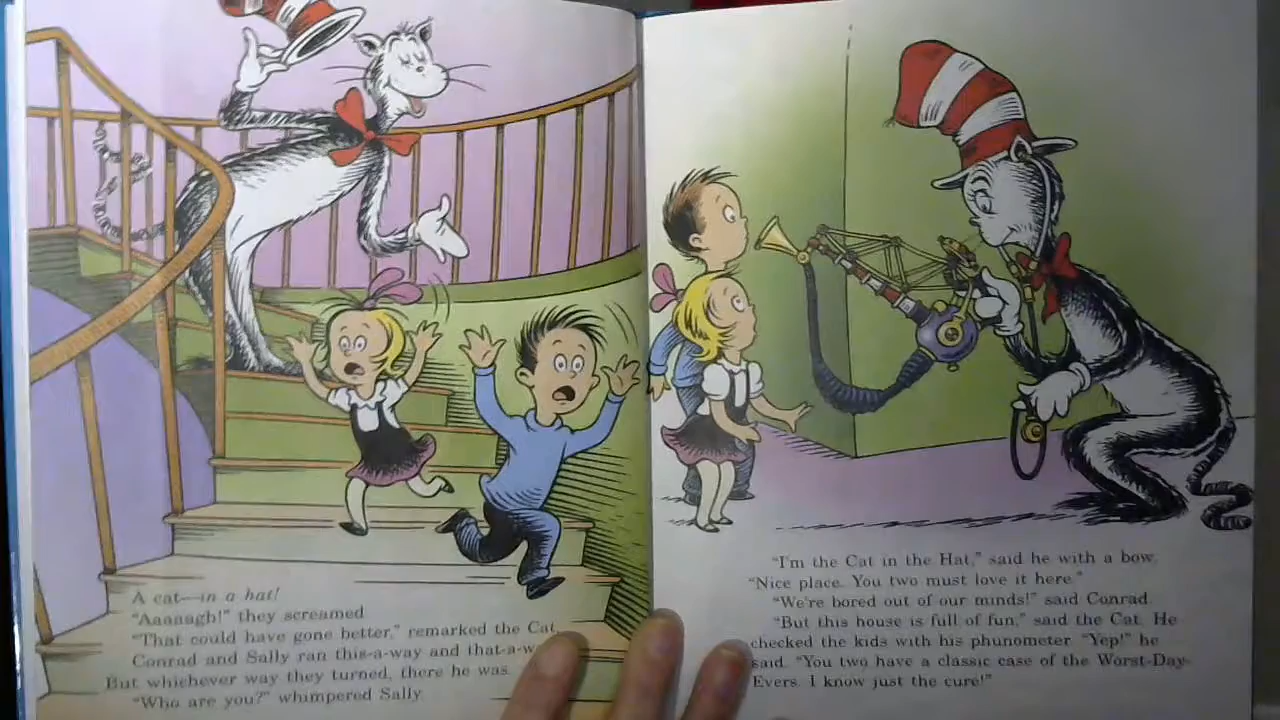 A cat—in a hat!
"Aaaaagh!" they screamed
"That could have gone better," remarked the Cat
Conrad and Sally ran this-a-way and that-a-w
But whichever way they turned, there he was.
"Who are you?" whimpered Sally
"I'm the Cat in the Hat," said he with a bow.
"Nice place. You two must love it here."
"We're bored out of our minds!" said Conrad.
"But this house is full of fun," said the Cat. He
checked the kids with his phunometer. "Yep!" he
said. "You two have a classic case of the Worst-Day-
Evers. I know just the cure!"